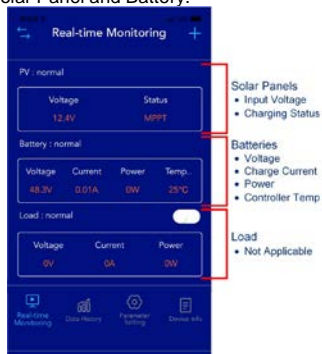 Solar Panel and Battery.
Real-time Monitoring +
PV : normal
Voltage Status
12.4V MPPT
Battery : normal
Voltage Current Power Temp..
48.3V 0.01A 0W 25°C
Load : normal
Voltage Current Power
0V 0A 0W
Real-time Monitoring
Data History
Parameter Setting
Device Info
Solar Panels
• Input Voltage
• Charging Status
Batteries
• Voltage
• Charge Current
• Power
• Controller Temp
Load
• Not Applicable